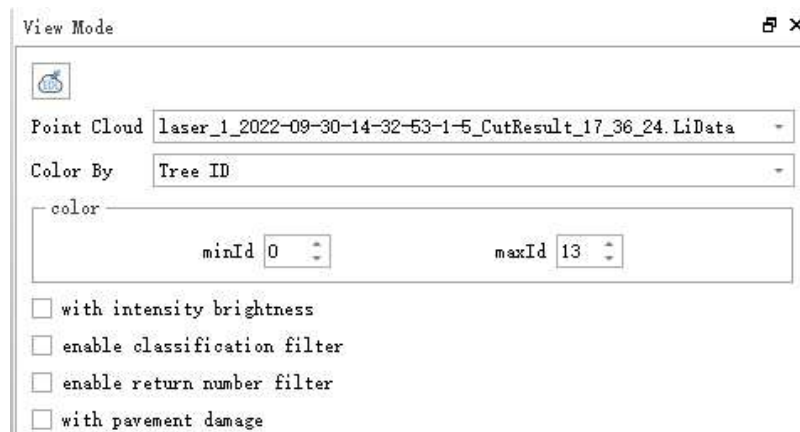 View Mode
Point Cloud laser_1_2022-09-30-14-32-53-1-5_CutResult_17_36_24.LiData
Color By Tree ID
color
minId 0 maxId 13
with intensity brightness
enable classification filter
enable return number filter
with pavement damage